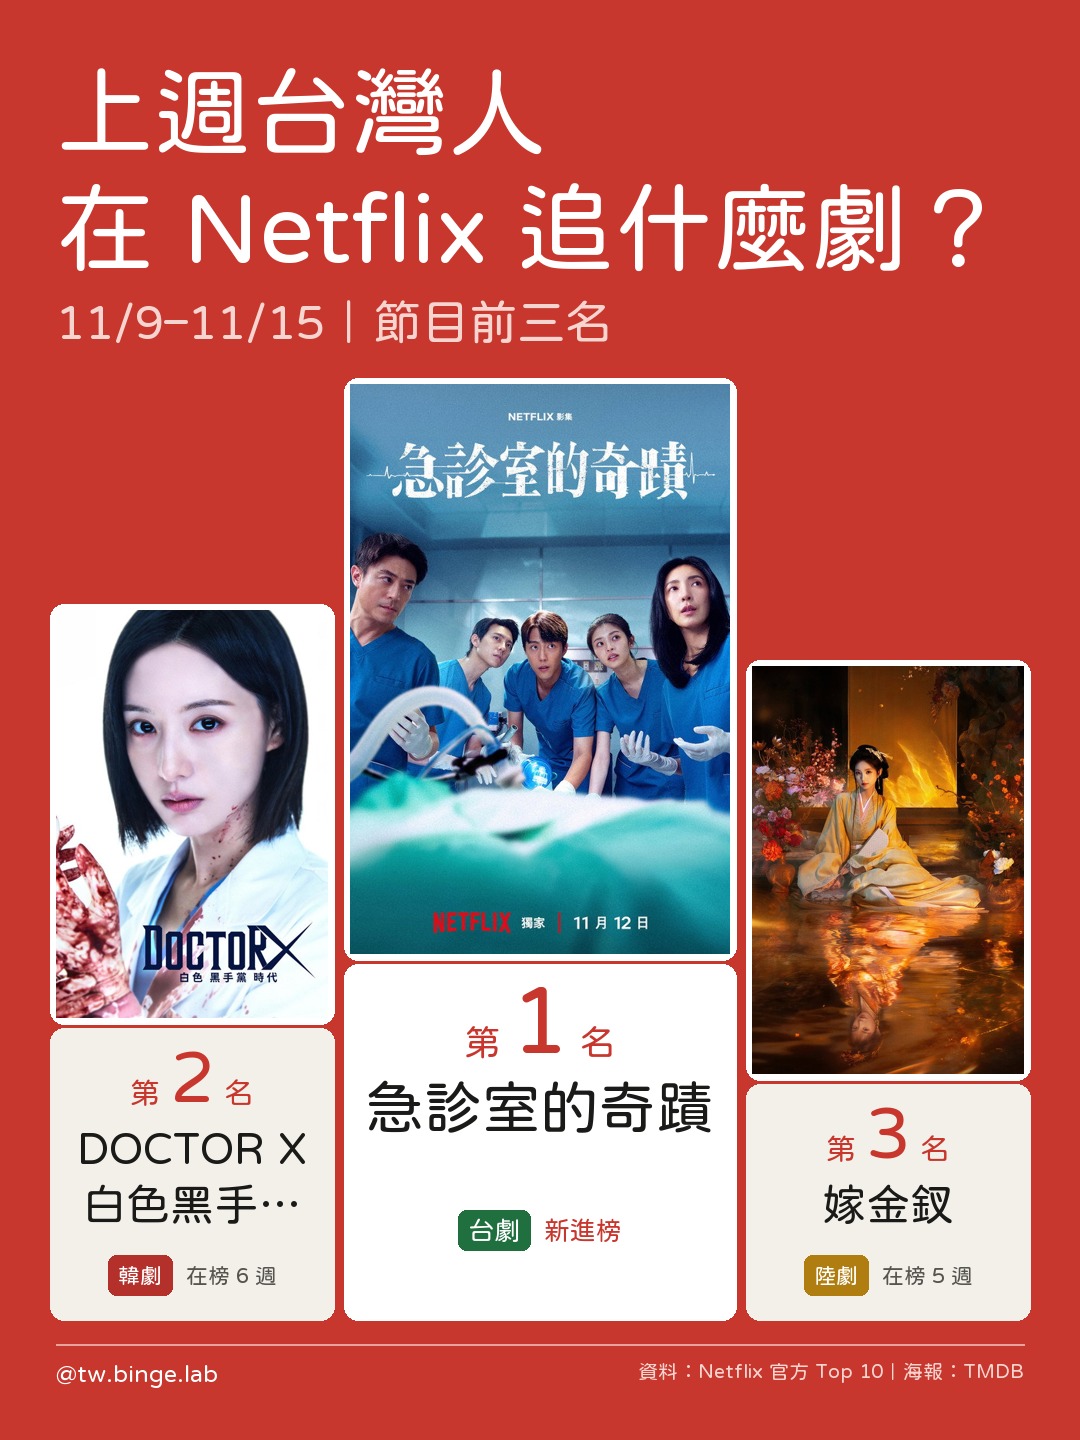 上週台灣人
在 Netflix 追什麼劇？
11/9–11/15｜節目前三名
NETFLIX 影集
急診室的奇蹟
NETFLIX 獨家 | 11 月 12 日
DOCTOR X
白色 黑手黨 時代
第 1 名
急診室的奇蹟
台劇 新進榜
第 2 名
DOCTOR X
白色黑手…
韓劇 在榜 6 週
第 3 名
嫁金釵
陸劇 在榜 5 週
@tw.binge.lab
資料：Netflix 官方 Top 10｜海報：TMDB